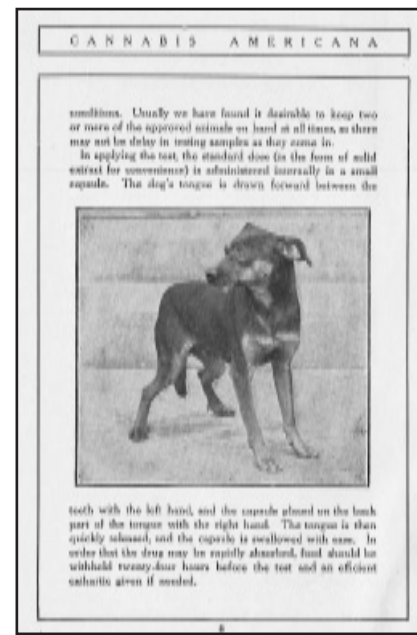 CANNABIS AMERICANA
conditions. Usually we have found it desirable to keep two
or more of the approved animals on hand at all times, so there
may not be delay in testing samples as they come in.
In applying the test, the standard dose (in the form of solid
extract for convenience) is administered internally in a small
capsule. The dog's tongue is drawn forward between the
teeth with the left hand, and the capsule placed on the back
part of the tongue with the right hand. The tongue is then
quickly released, and the capsule is swallowed with ease. In
order that the drug may be rapidly absorbed, food should be
withheld twenty-four hours before the test and an efficient
cathartic given if needed.